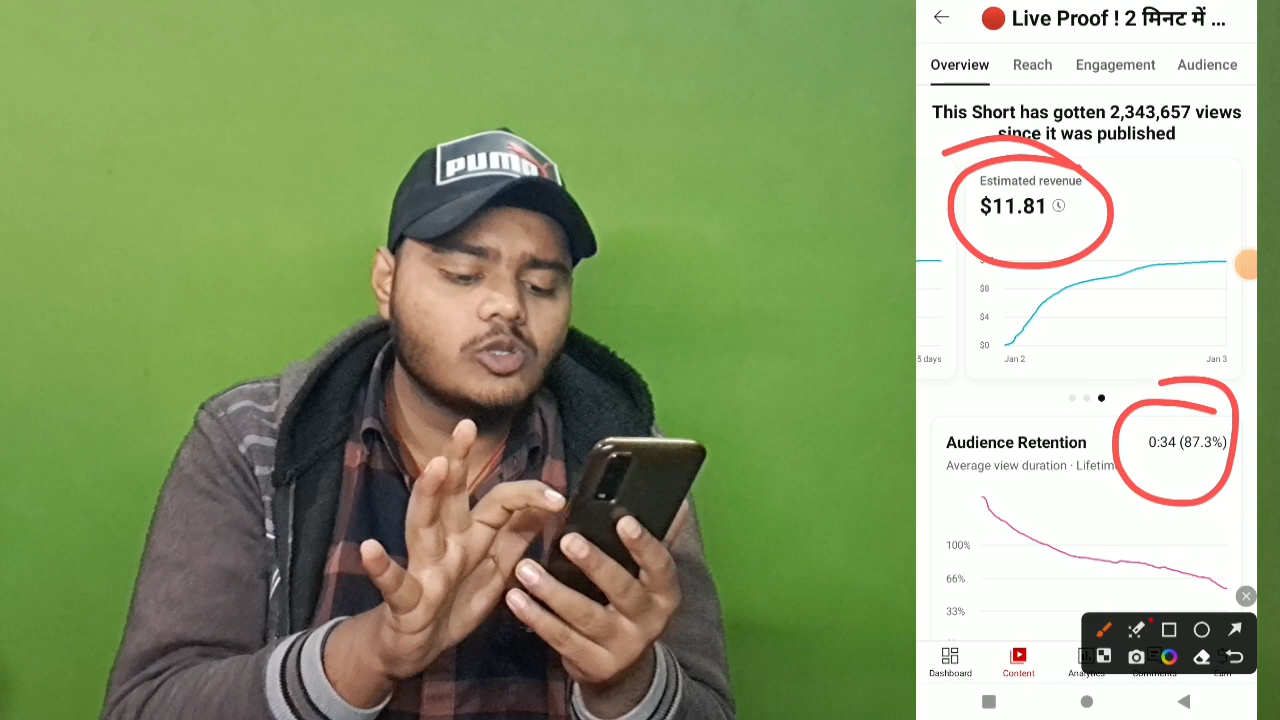 🔴 Live Proof ! 2 मिनट में ...
Overview Reach Engagement Audience
This Short has gotten 2,343,657 views
since it was published
Estimated revenue
$11.81
$8
$4
$0
5 days
Jan 2
Jan 3
Audience Retention 0:34 (87.3%)
Average view duration · Lifetim
100%
66%
33%
Dashboard Content Analytics Comments Earn
PUMA